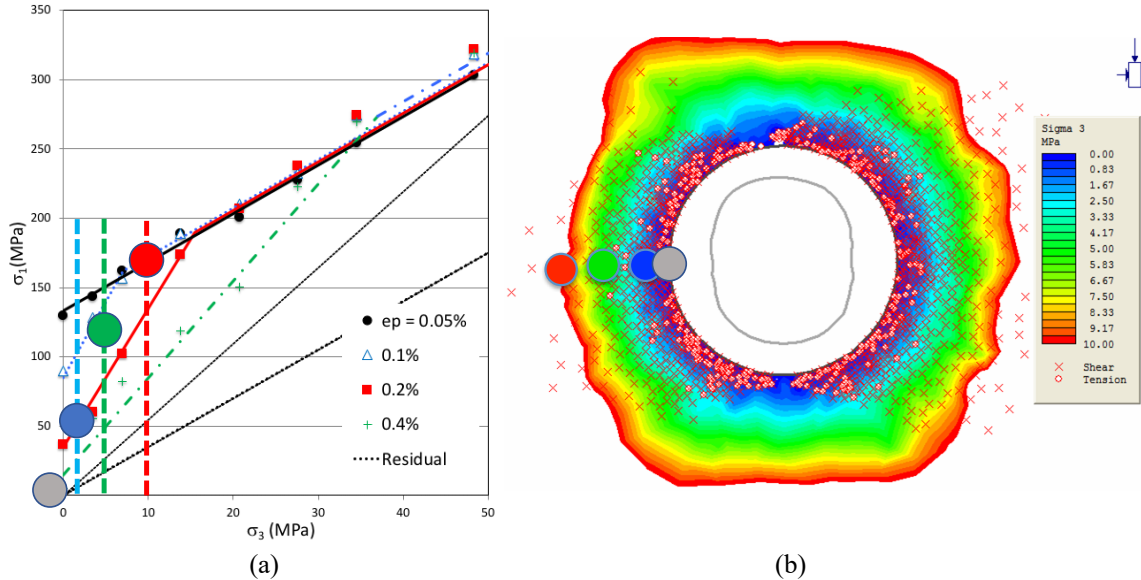 350
300
250
200
150
100
50
σ1(MPa)
0
10
20
30
40
50
σ3 (MPa)
ep = 0.05%
0.1%
0.2%
0.4%
Residual
(a)
Sigma 3
MPa
0.00
0.83
1.67
2.50
3.33
4.17
5.00
5.83
6.67
7.50
8.33
9.17
10.00
Shear
Tension
(b)